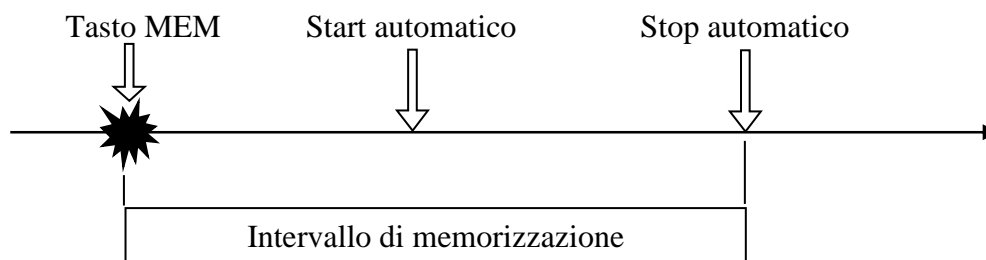 Tasto MEM Start automatico Stop automatico
Intervallo di memorizzazione